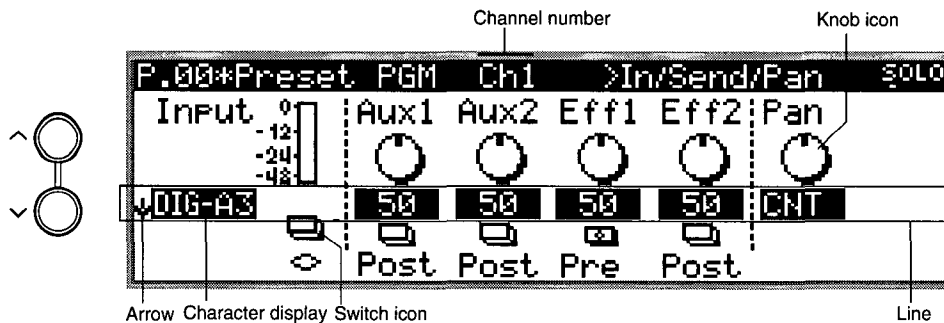 Channel number Knob icon
P.00*Preset PGM Ch1 >In/Send/Pan SOLO
Input 0 Aux1 Aux2 Eff1 Eff2 Pan
-12
-24
-48
DIG-A3 50 50 50 50 CNT
Post Post Pre Post
Arrow Character display Switch icon Line